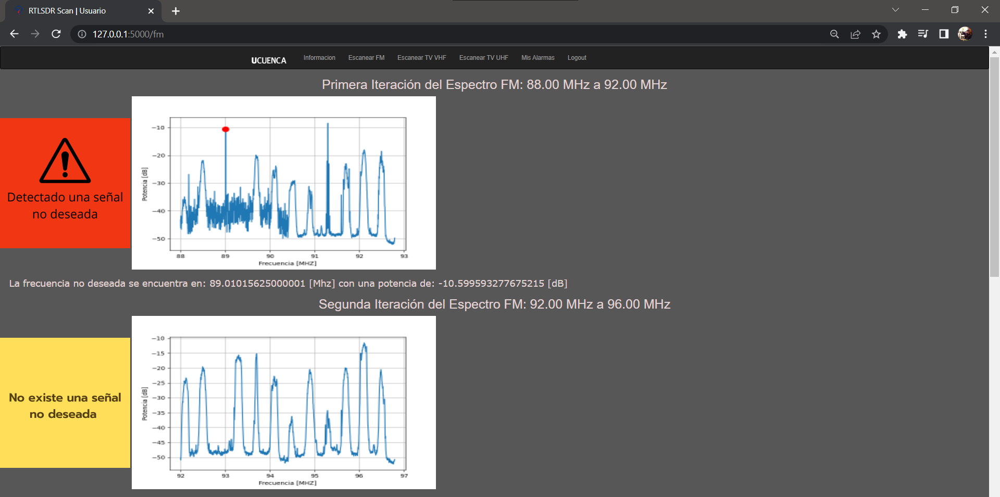 RTLSDR Scan | Usuario
127.0.0.1:5000/fm
UCUENCA Informacion Escanear FM Escanear TV VHF Escanear TV UHF Mis Alarmas Logout
Primera Iteración del Espectro FM: 88.00 MHz a 92.00 MHz
Detectado una señal
no deseada
Potencia [dB]
−10
−20
−30
−40
−50
88 89 90 91 92 93
Frecuencia [MHZ]
La frecuencia no deseada se encuentra en: 89.01015625000001 [Mhz] con una potencia de: -10.599593277675215 [dB]
Segunda Iteración del Espectro FM: 92.00 MHz a 96.00 MHz
No existe una señal
no deseada
Potencia [dB]
−10
−15
−20
−25
−30
−35
−40
−45
−50
92 93 94 95 96 97
Frecuencia [MHZ]